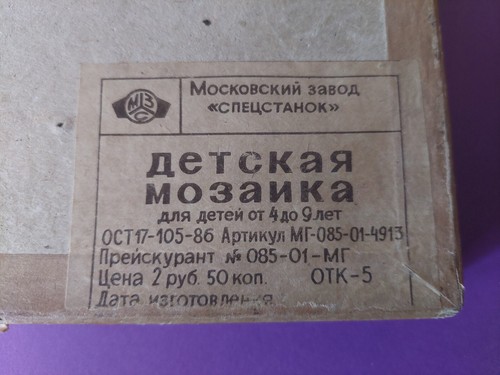 МЗ
С
Московский завод
«СПЕЦСТАНОК»
детская
мозаика
для детей от 4 до 9 лет
ОСТ17-105-86 Артикул МГ-085-01-4913
Прейскурант № 085-01-МГ
Цена 2 руб. 50 коп. ОТК-5
Дата изготовления